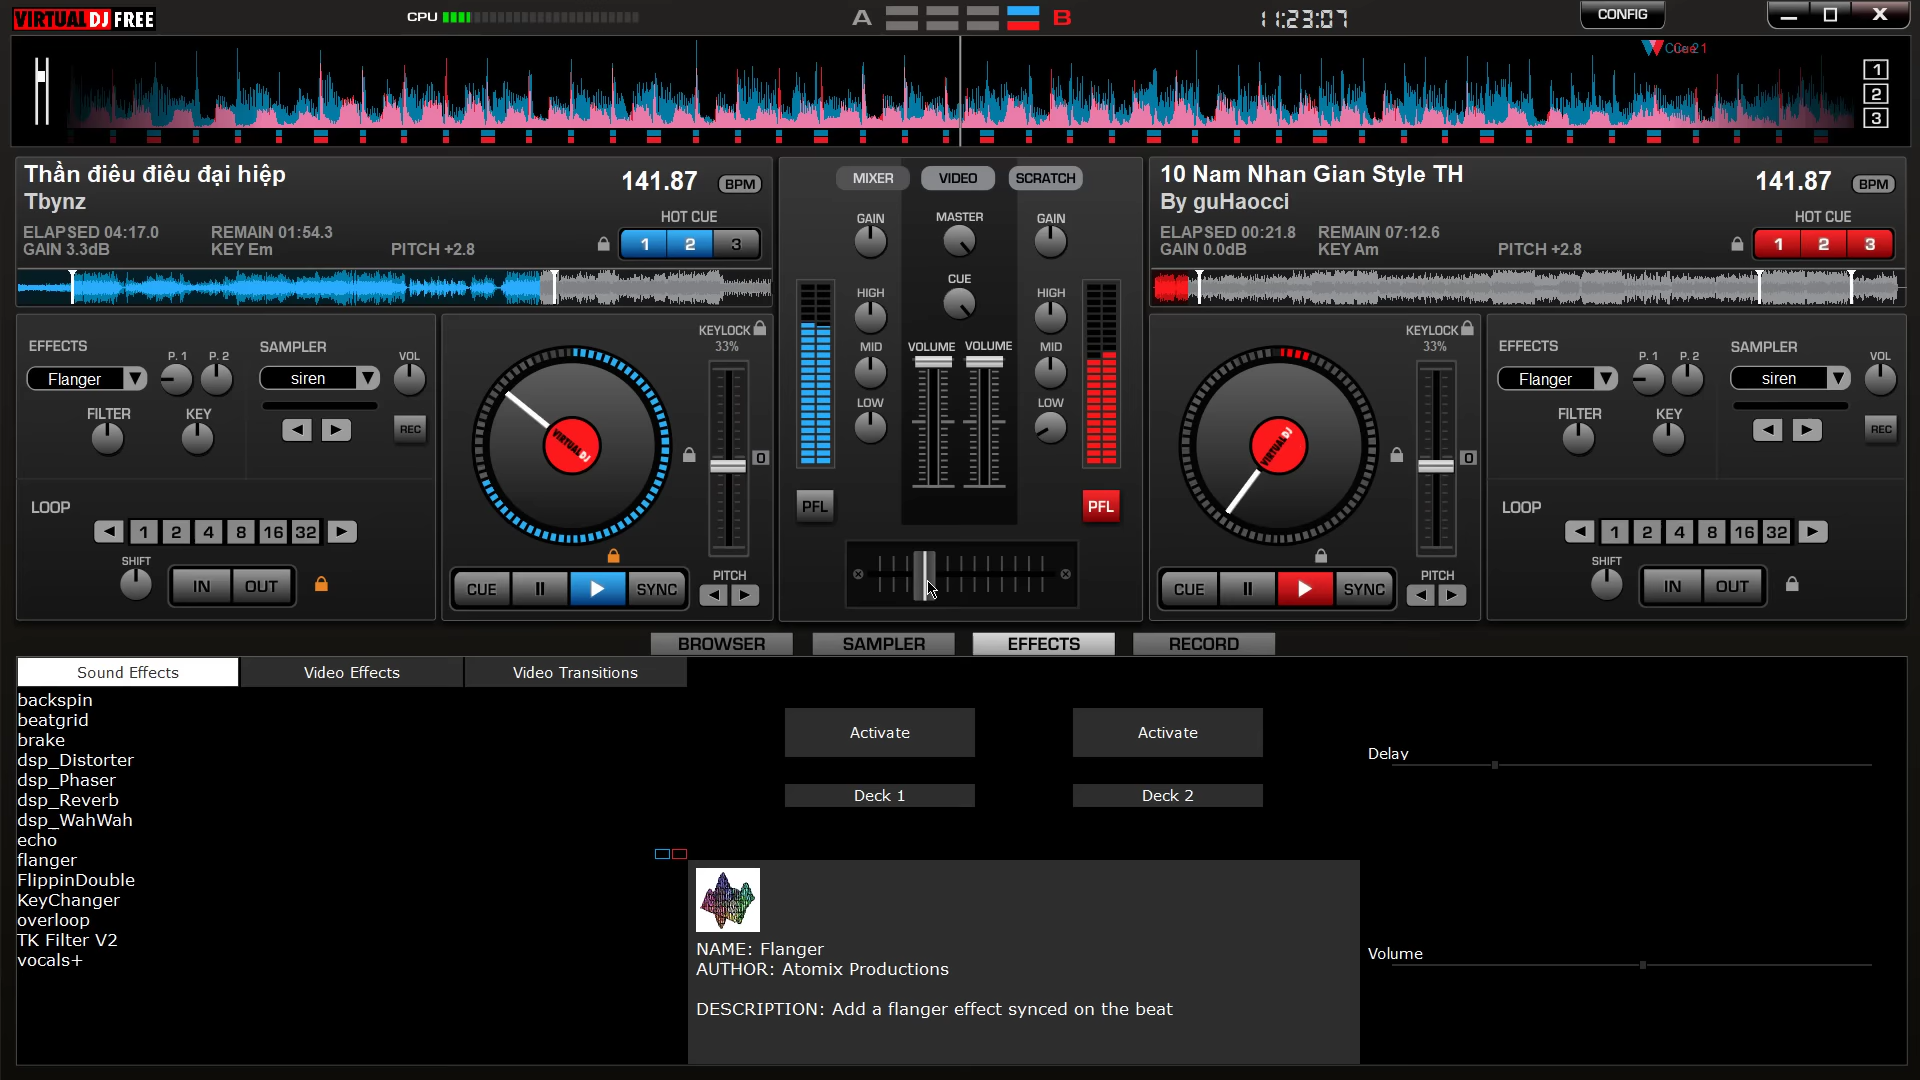 VIRTUAL DJ FREE
CPU
A
B
11:23:07
CONFIG
1
2
3
Thần điêu điêu đại hiệp
Tbynz
141.87 BPM
HOT CUE
ELAPSED 04:17.0 REMAIN 01:54.3
GAIN 3.3dB KEY Em PITCH +2.8
1 2 3
MIXER VIDEO SCRATCH
GAIN MASTER GAIN
CUE
HIGH HIGH
MID VOLUME VOLUME MID
LOW LOW
PFL PFL
10 Nam Nhan Gian Style TH
By guHaocci
141.87 BPM
HOT CUE
ELAPSED 00:21.8 REMAIN 07:12.6
GAIN 0.0dB KEY Am PITCH +2.8
1 2 3
EFFECTS P. 1 P. 2 SAMPLER VOL
Flanger siren
FILTER KEY REC
LOOP
1 2 4 8 16 32
SHIFT
IN OUT
KEYLOCK
33%
0
VIRTUAL DJ
CUE SYNC
PITCH
KEYLOCK
33%
0
VIRTUAL DJ
CUE SYNC
PITCH
EFFECTS P. 1 P. 2 SAMPLER VOL
Flanger siren
FILTER KEY REC
LOOP
1 2 4 8 16 32
SHIFT
IN OUT
BROWSER SAMPLER EFFECTS RECORD
Sound Effects Video Effects Video Transitions
backspin
beatgrid
brake
dsp_Distorter
dsp_Phaser
dsp_Reverb
dsp_WahWah
echo
flanger
FlippinDouble
KeyChanger
overloop
TK Filter V2
vocals+
Activate Activate
Deck 1 Deck 2
Delay
Volume
NAME: Flanger
AUTHOR: Atomix Productions
DESCRIPTION: Add a flanger effect synced on the beat